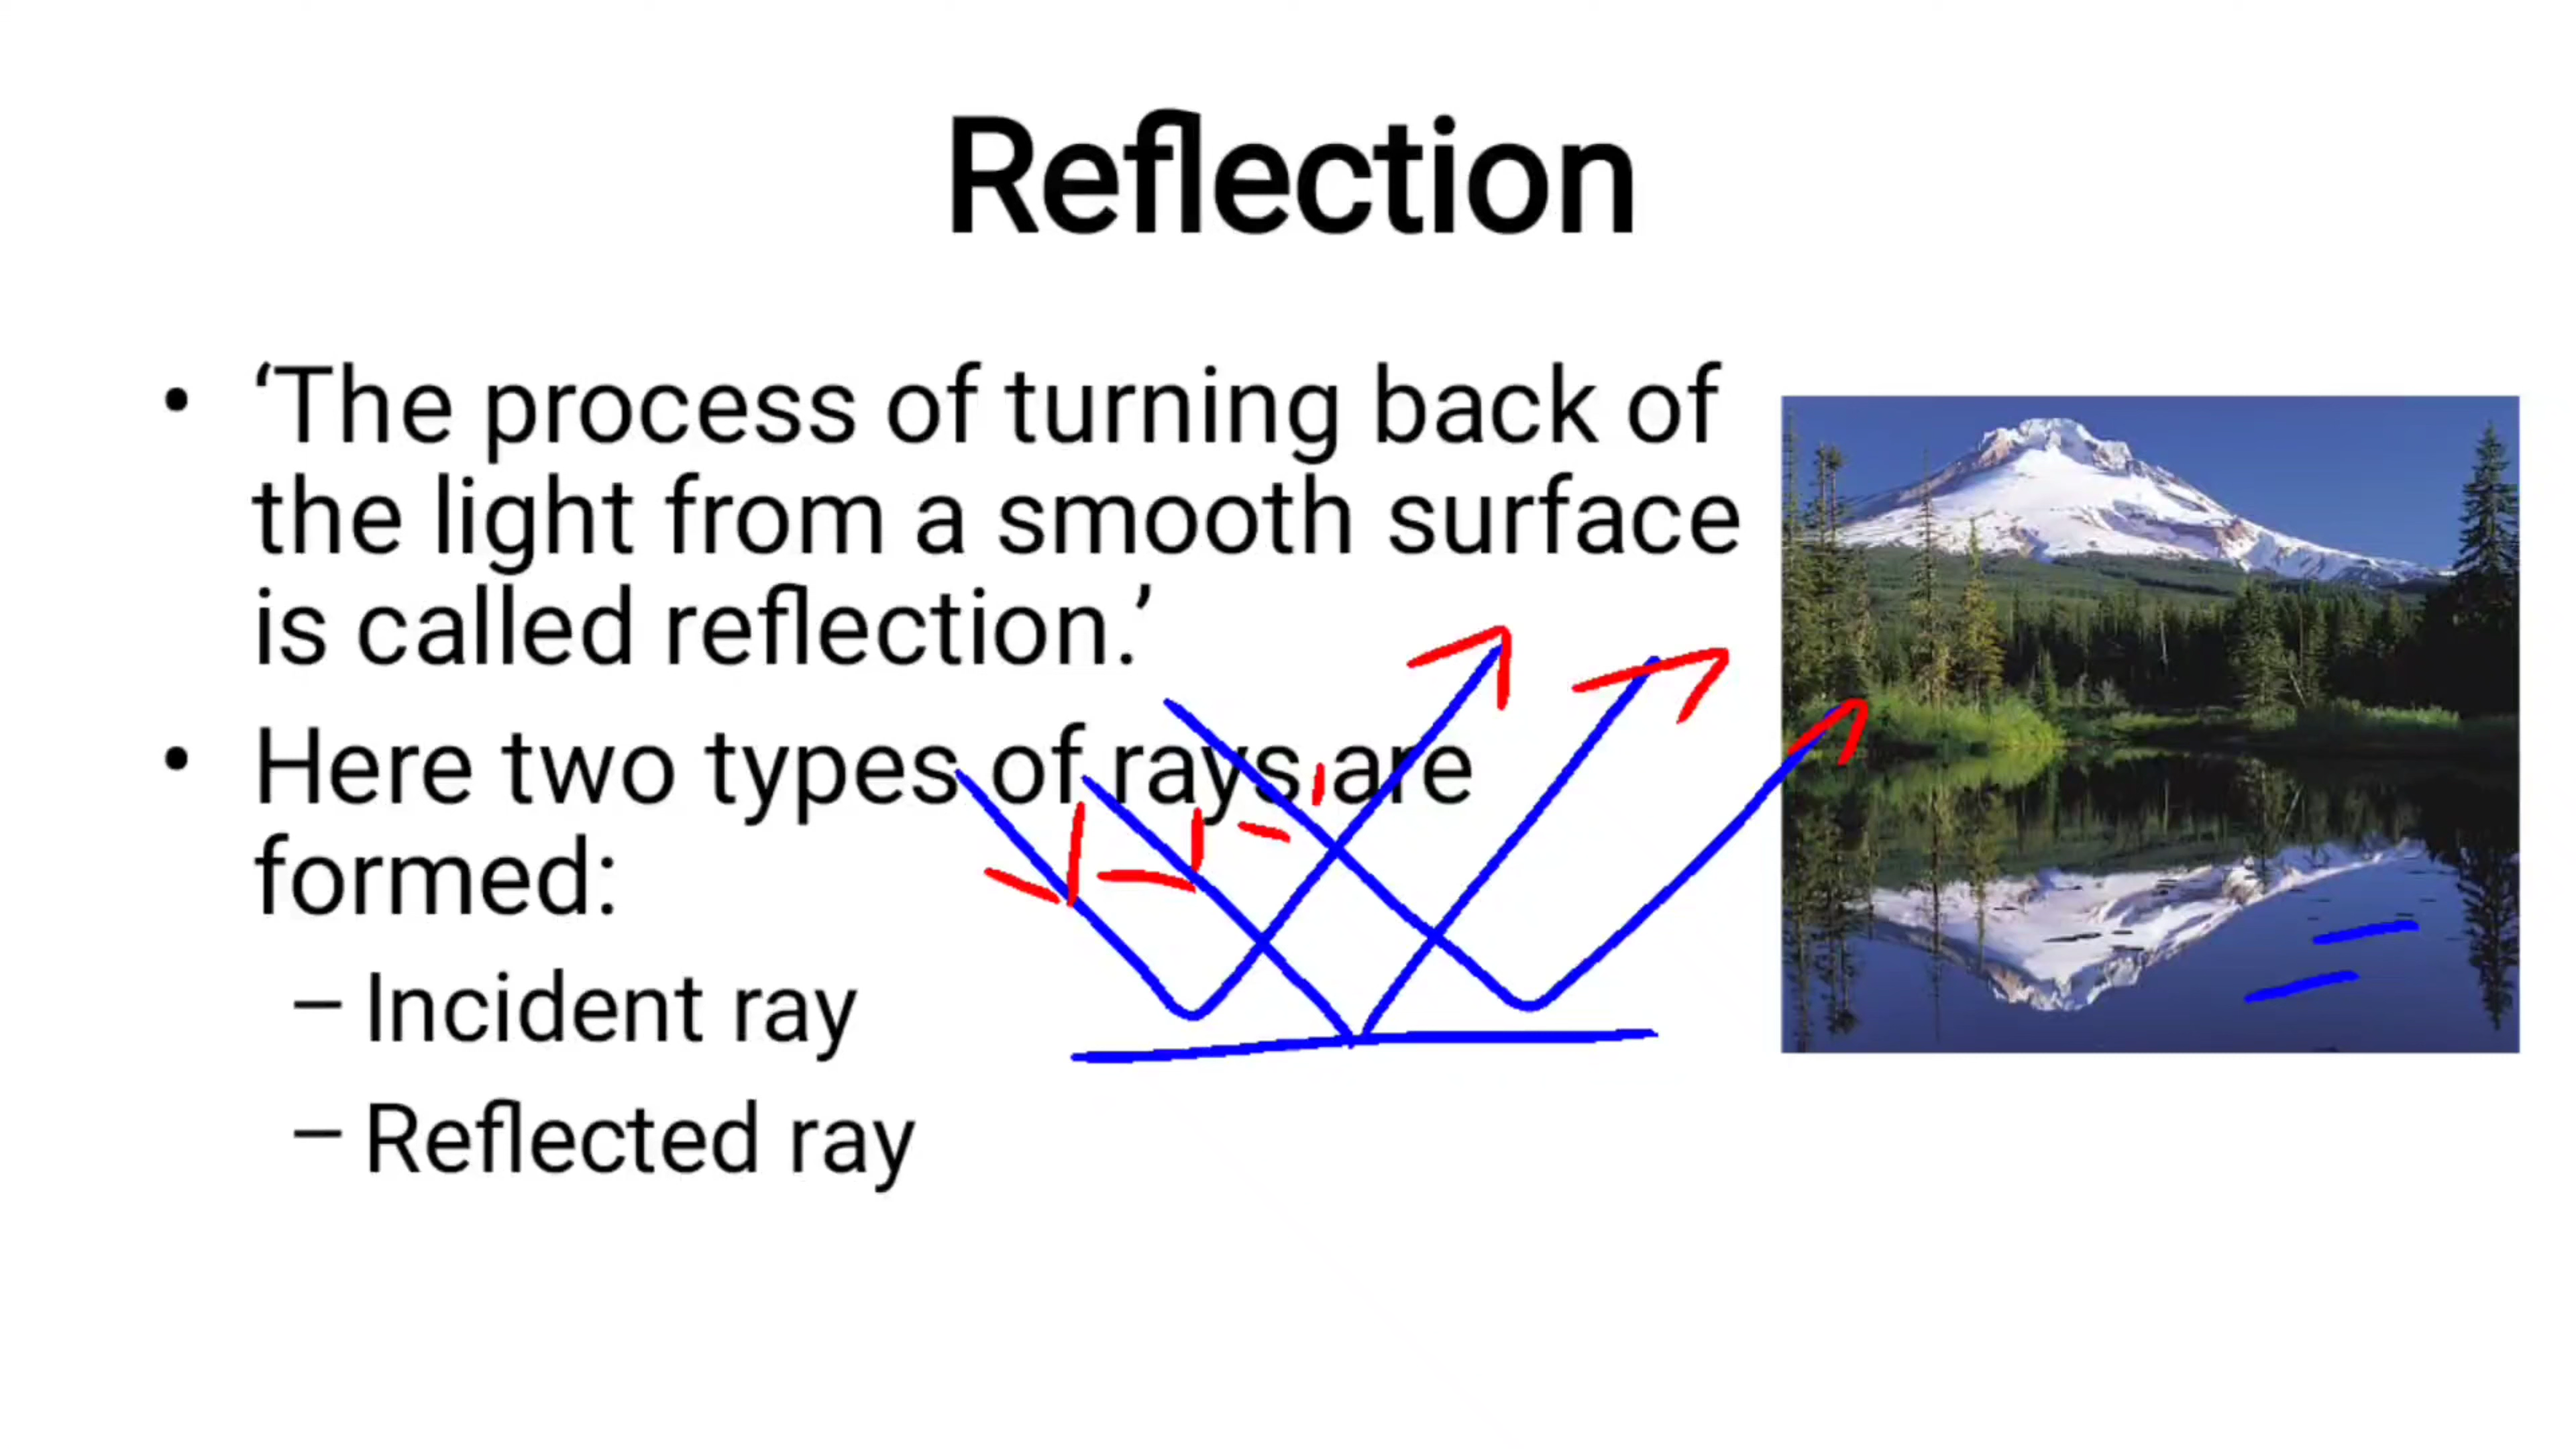 Reflection
• ‘The process of turning back of
the light from a smooth surface
is called reflection.’
• Here two types of rays are
formed:
– Incident ray
– Reflected ray